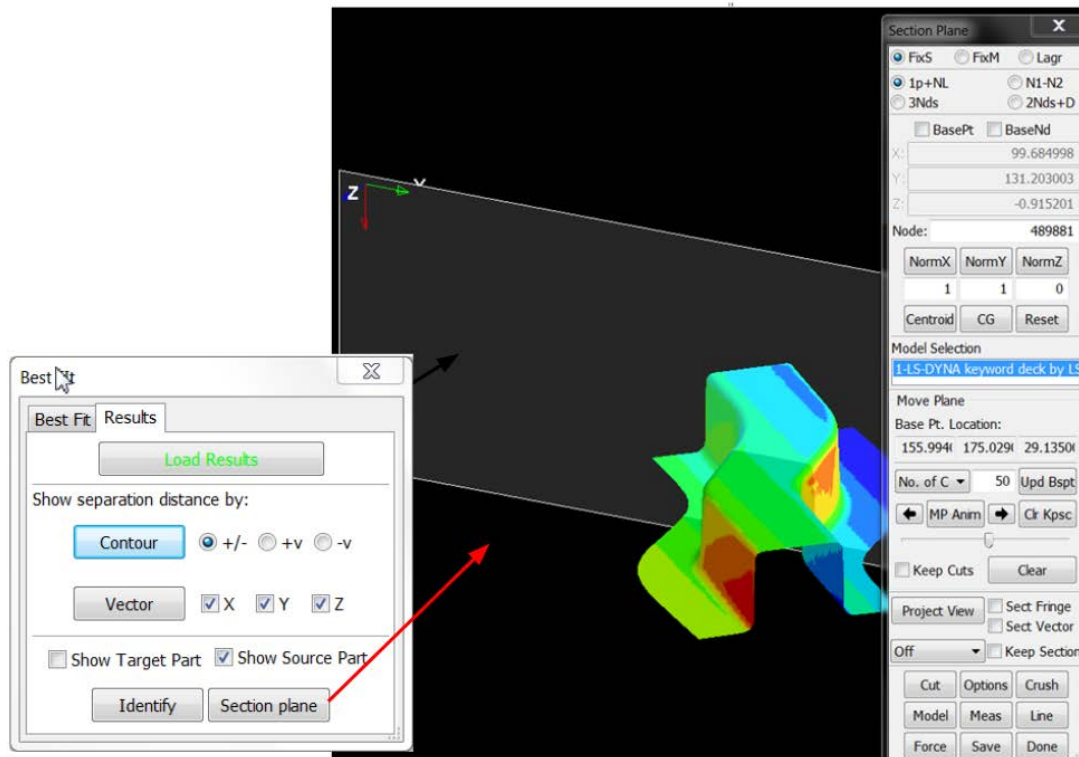 Section Plane X
FixS FixM Lagr
1p+NL N1-N2
3Nds 2Nds+D
BasePt BaseNd
X: 99.684998
Y: 131.203003
Z: -0.915201
Node: 489881
NormX NormY NormZ
1 1 0
Centroid CG Reset
Model Selection
1-LS-DYNA keyword deck by LS
Move Plane
Base Pt. Location:
155.994 175.029 29.1350
No. of C 50 Upd Bspt
MP Anim Clr Kpsc
Keep Cuts Clear
Project View Sect Fringe
Sect Vector
Off Keep Section
Cut Options Crush
Model Meas Line
Force Save Done
Z Y
Best Fit X
Best Fit Results
Load Results
Show separation distance by:
Contour +/- +v -v
Vector X Y Z
Show Target Part Show Source Part
Identify Section plane